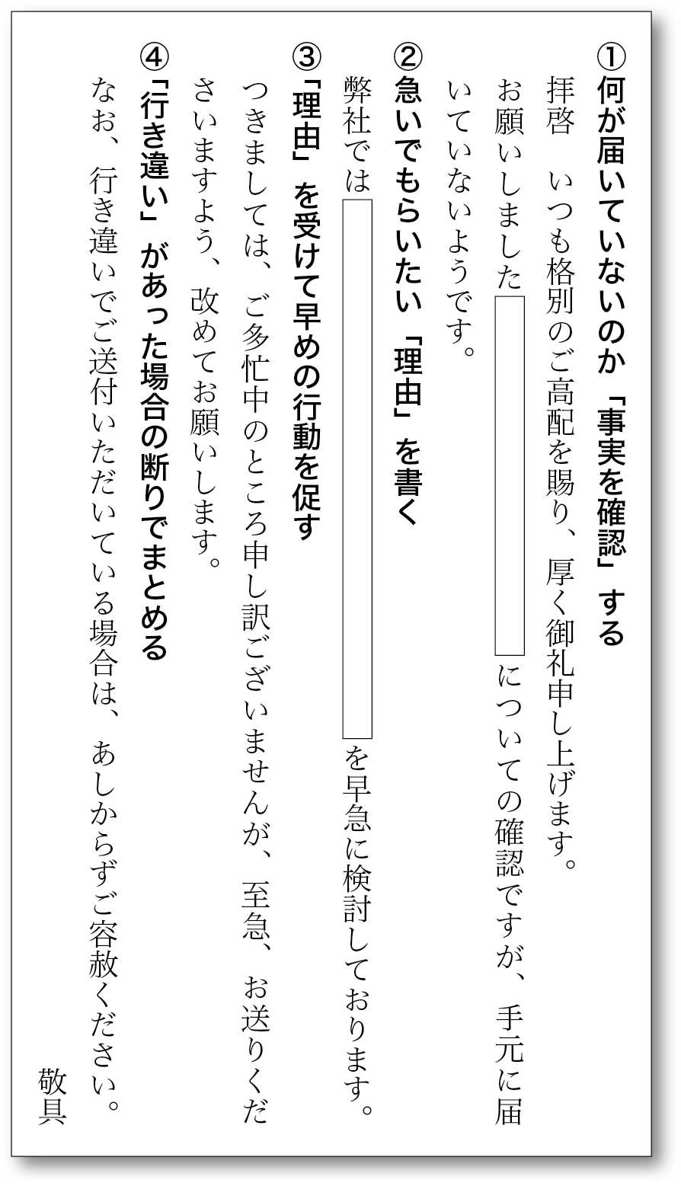 ①何が届いていないのか「事実を確認」する
拝啓　いつも格別のご高配を賜り、厚く御礼申し上げます。
お願いしました　についての確認ですが、手元に届
いていないようです。
②急いでもらいたい「理由」を書く
弊社では　を早急に検討しております。
③「理由」を受けて早めの行動を促す
つきましては、ご多忙中のところ申し訳ございませんが、至急、お送りくだ
さいますよう、改めてお願いします。
④「行き違い」があった場合の断りでまとめる
なお、行き違いでご送付いただいている場合は、あしからずご容赦ください。
敬具